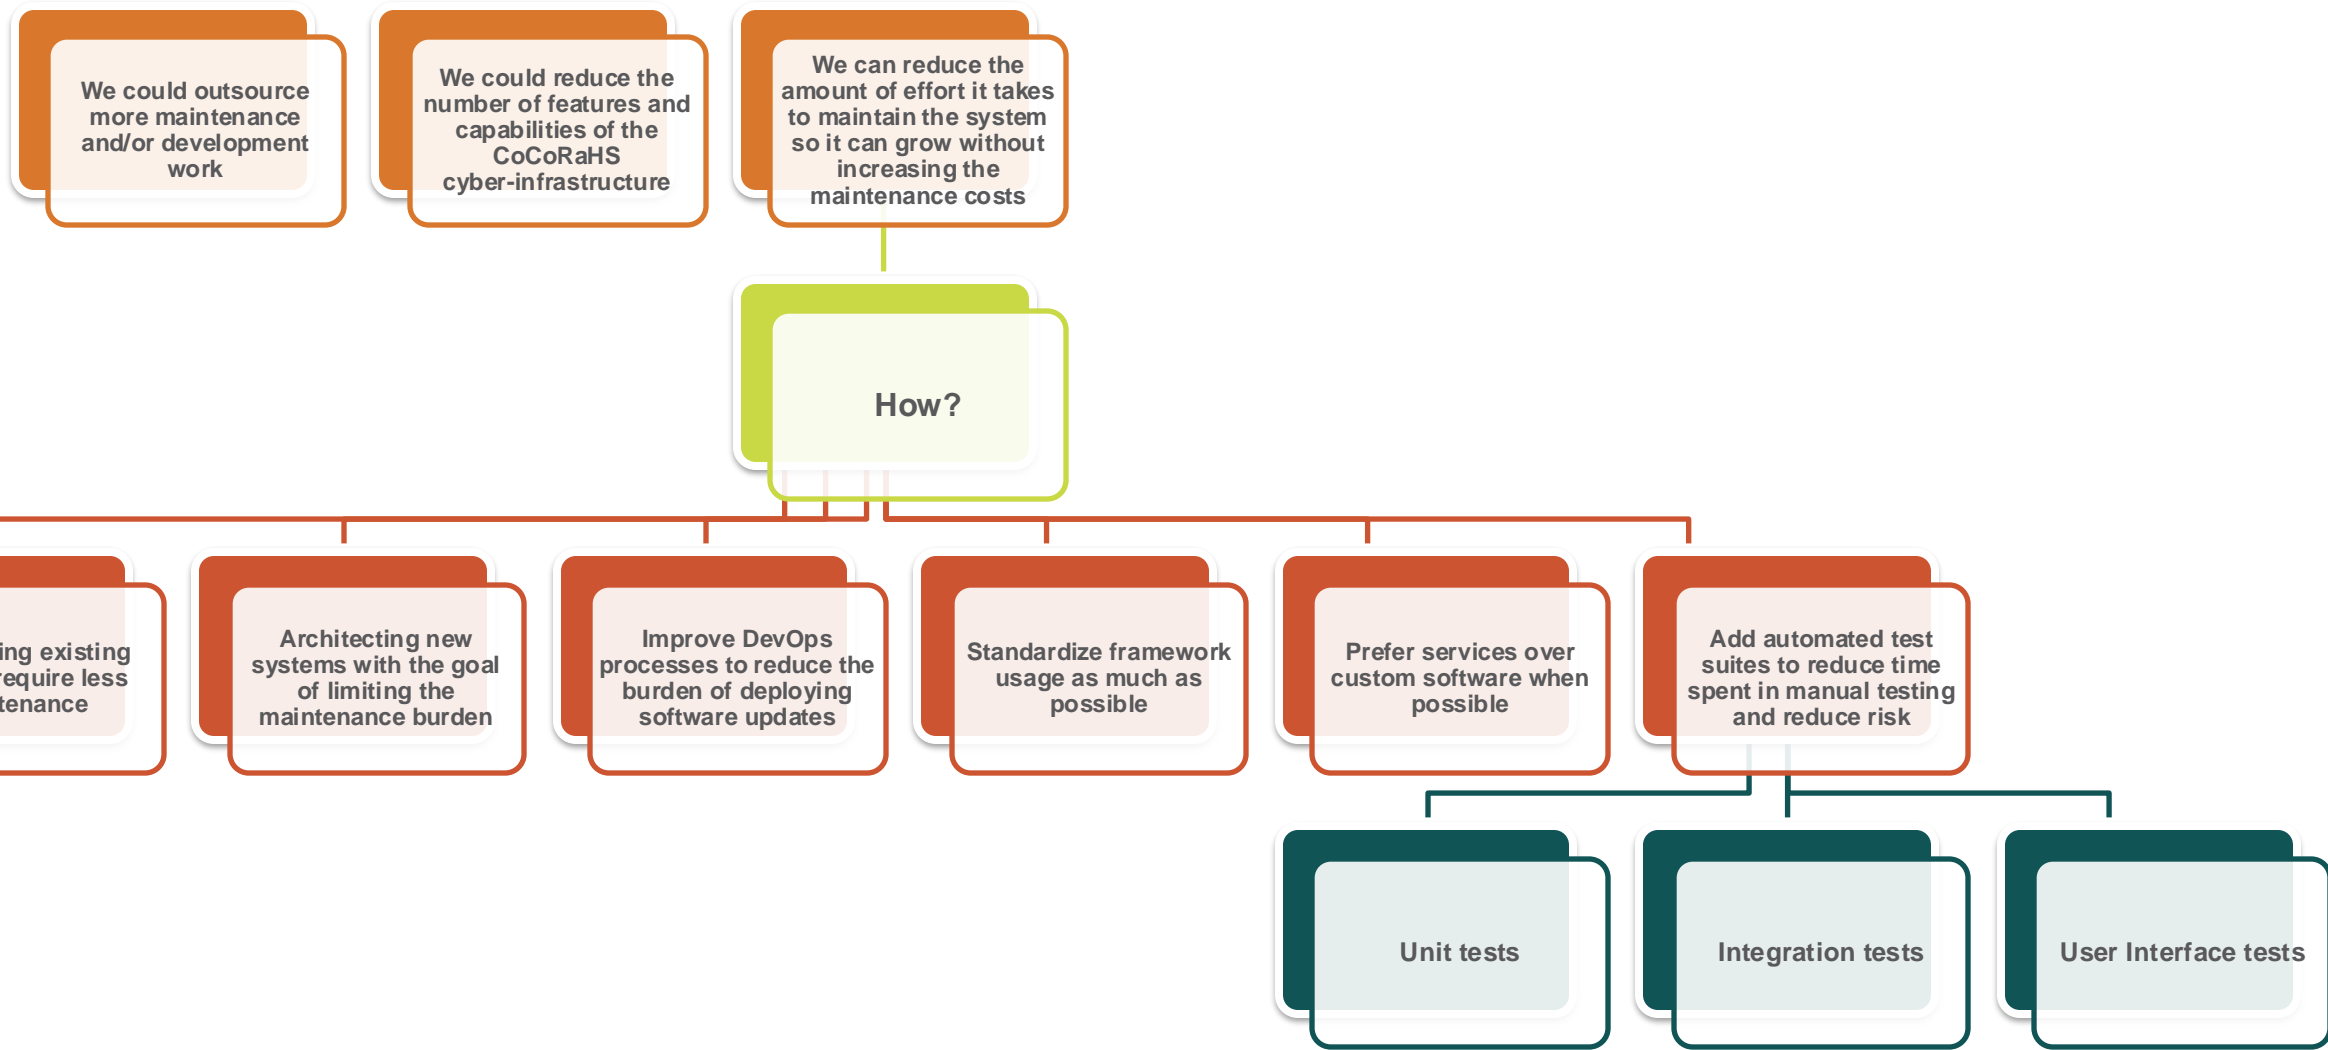 We could outsource
more maintenance
and/or development
work
We could reduce the
number of features and
capabilities of the
CoCoRaHS
cyber-infrastructure
We can reduce the
amount of effort it takes
to maintain the system
so it can grow without
increasing the
maintenance costs
How?
existing
require less
Architecting new
systems with the goal
of limiting the
maintenance burden
Improve DevOps
processes to reduce the
burden of deploying
software updates
Standardize framework
usage as much as
possible
Prefer services over
custom software when
possible
Add automated test
suites to reduce time
spent in manual testing
and reduce risk
Unit tests
Integration tests
User Interface tests